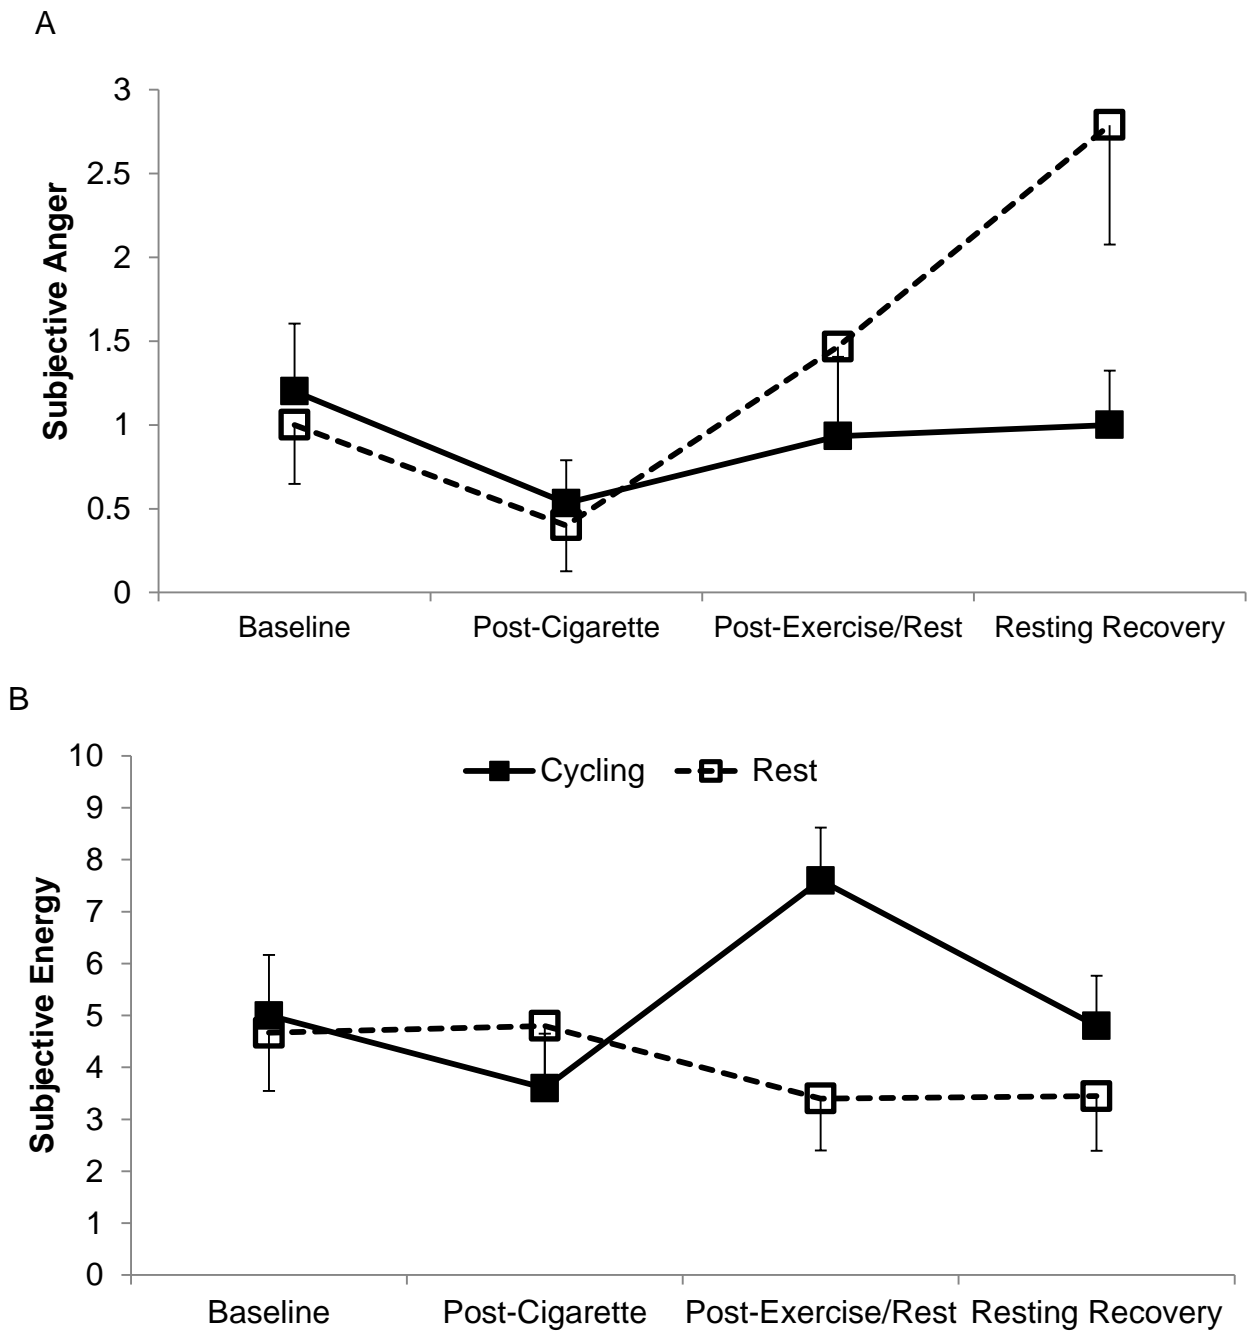 A
Subjective Anger
3
2.5
2
1.5
1
0.5
0
Baseline Post-Cigarette Post-Exercise/Rest Resting Recovery
B
Subjective Energy
10
9
8
7
6
5
4
3
2
1
0
Cycling Rest
Baseline Post-Cigarette Post-Exercise/Rest Resting Recovery